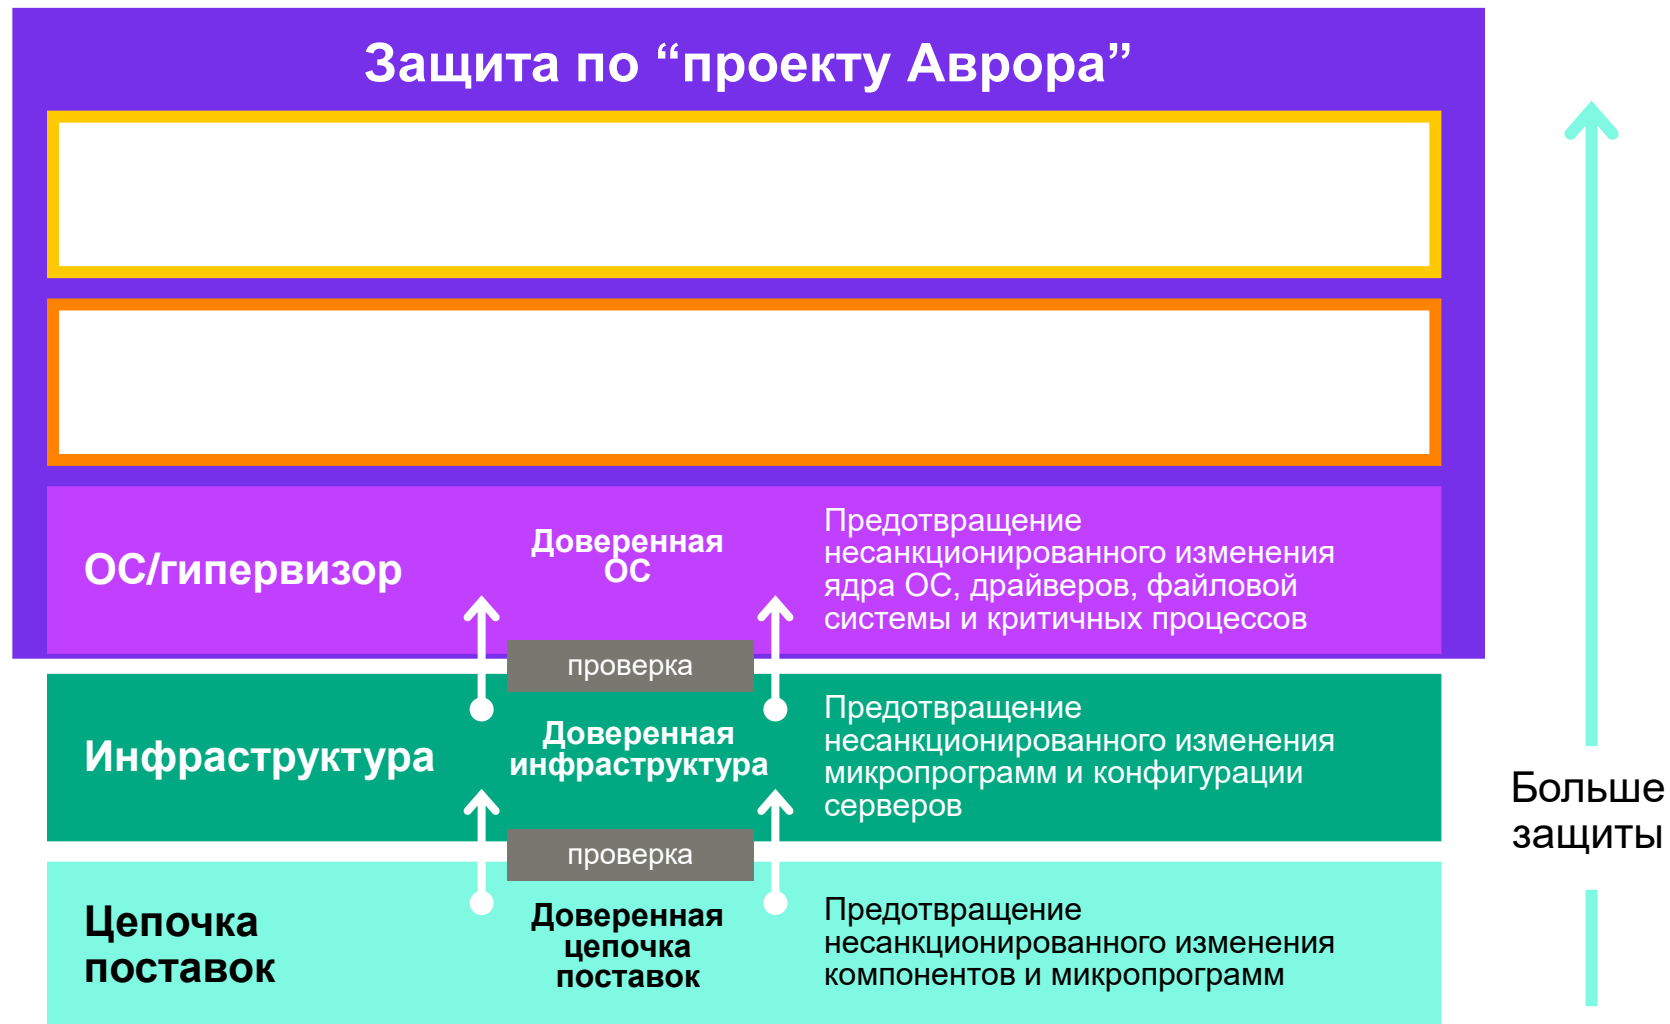 Защита по “проекту Аврора”
ОС/гипервизор
Доверенная
ОС
Предотвращение
несанкционированного изменения
ядра ОС, драйверов, файловой
системы и критичных процессов
проверка
Инфраструктура
Доверенная
инфраструктура
Предотвращение
несанкционированного изменения
микропрограмм и конфигурации
серверов
проверка
Цепочка
поставок
Доверенная
цепочка
поставок
Предотвращение
несанкционированного изменения
компонентов и микропрограмм
Больше
защиты